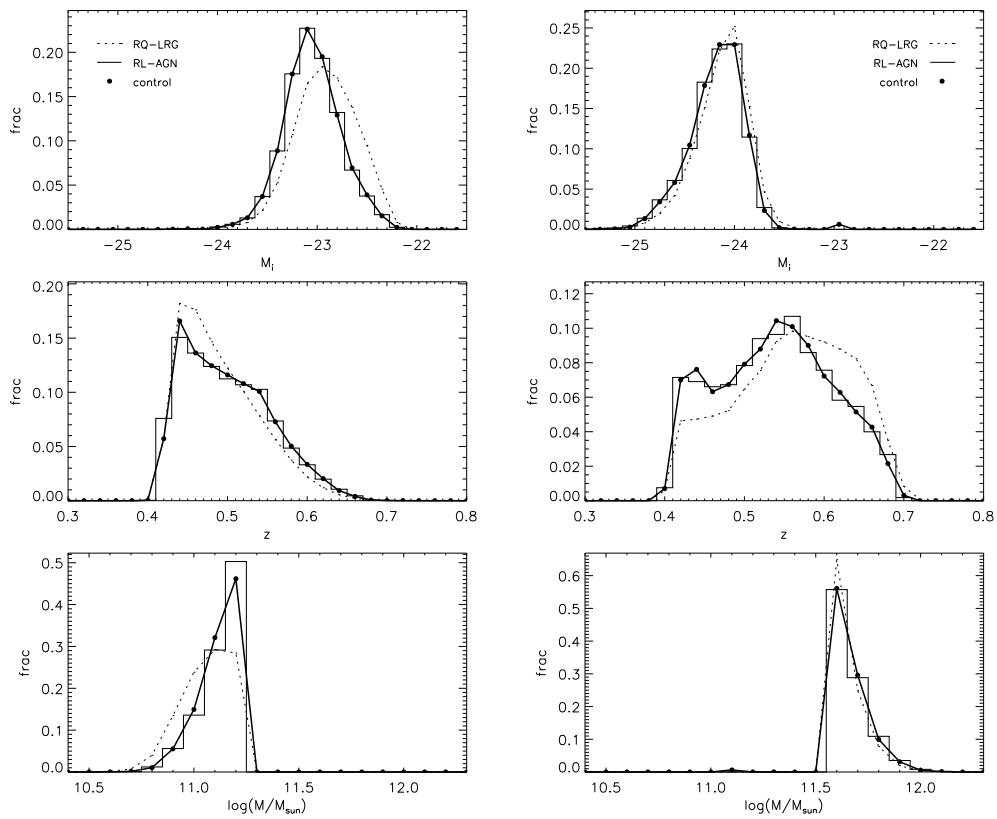 frac
0.20
0.15
0.10
0.05
0.00
RQ-LRG
RL-AGN
control
-25 -24 -23 -22
M_i
frac
0.25
0.20
0.15
0.10
0.05
0.00
RQ-LRG
RL-AGN
control
-25 -24 -23 -22
M_i
frac
0.20
0.15
0.10
0.05
0.00
0.3 0.4 0.5 0.6 0.7 0.8
z
frac
0.12
0.10
0.08
0.06
0.04
0.02
0.00
0.3 0.4 0.5 0.6 0.7 0.8
z
frac
0.5
0.4
0.3
0.2
0.1
0.0
10.5 11.0 11.5 12.0
log(M/M_sun)
frac
0.6
0.5
0.4
0.3
0.2
0.1
0.0
10.5 11.0 11.5 12.0
log(M/M_sun)